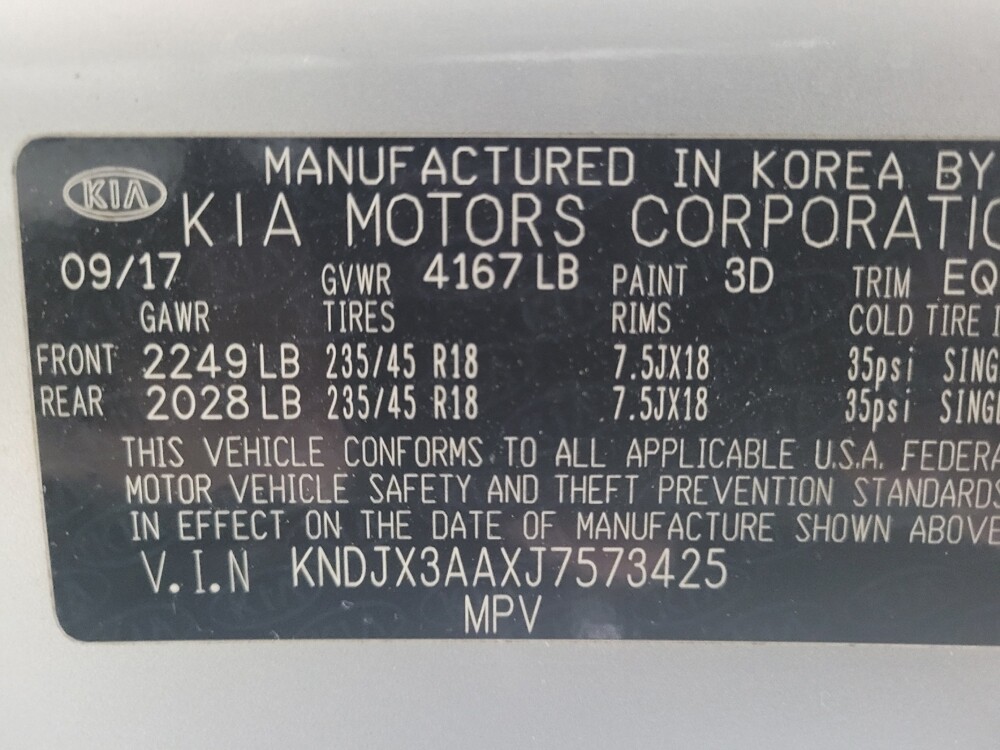 MANUFACTURED IN KOREA BY
KIA
KIA MOTORS CORPORATIO
09/17 GVWR 4167 LB PAINT 3D TRIM EQ
GAWR TIRES RIMS COLD TIRE
FRONT 2249 LB 235/45 R18 7.5JX18 35psi SING
REAR 2028 LB 235/45 R18 7.5JX18 35psi SING
THIS VEHICLE CONFORMS TO ALL APPLICABLE U.S.A. FEDERA
MOTOR VEHICLE SAFETY AND THEFT PREVENTION STANDARDS
IN EFFECT ON THE DATE OF MANUFACTURE SHOWN ABOVE
V.I.N KNDJX3AAXJ7573425
MPV